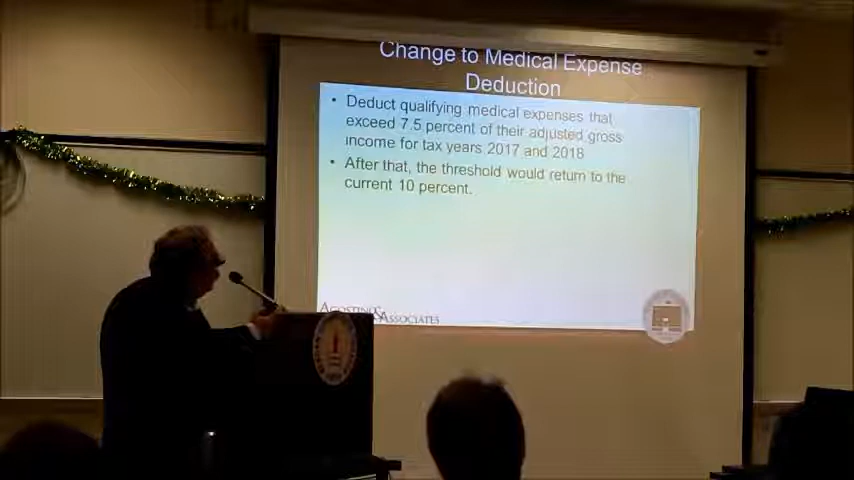 Change to Medical Expense
Deduction
• Deduct qualifying medical expenses that
exceed 7.5 percent of their adjusted gross
income for tax years 2017 and 2018
• After that, the threshold would return to the
current 10 percent.
AGOSTINO & ASSOCIATES